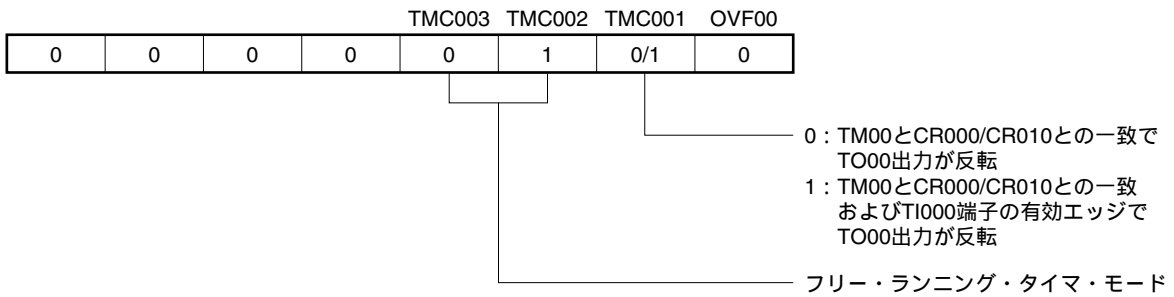 TMC003 TMC002 TMC001 OVF00
0 0 0 0 0 1 0/1 0
0：TM00とCR000/CR010との一致で
TO00出力が反転
1：TM00とCR000/CR010との一致
およびTI000端子の有効エッジで
TO00出力が反転
フリー・ランニング・タイマ・モード